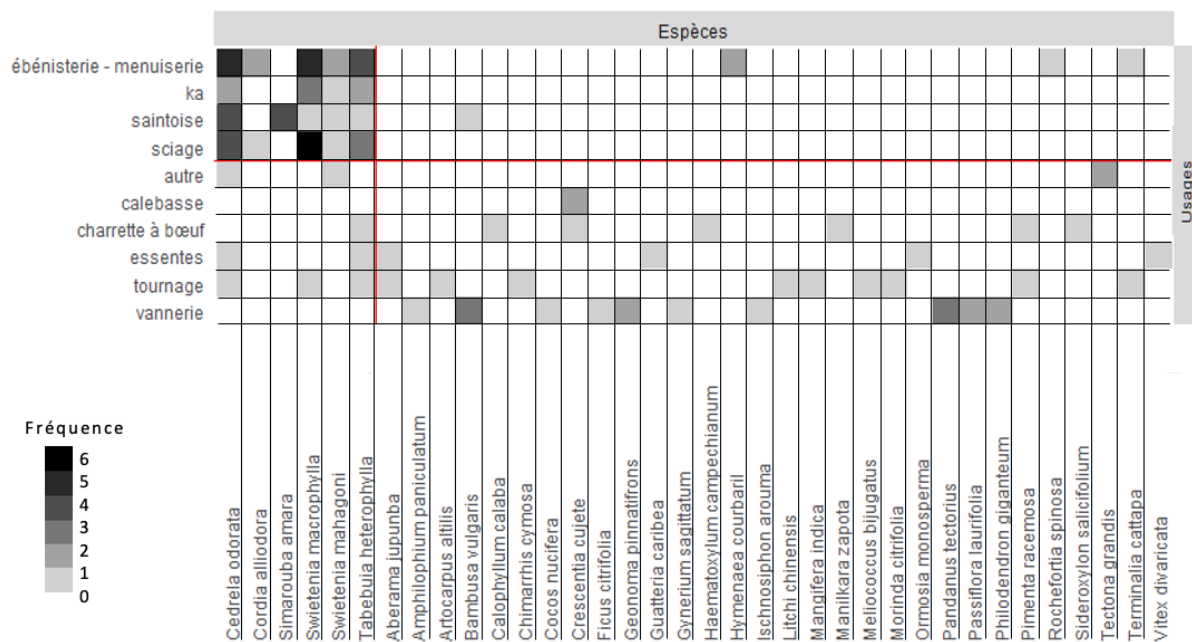 Espèces
ébénisterie - menuiserie
ka
saintoise
sciage
autre
calebasse
charrette à bœuf
essentes
tournage
vannerie
Usages
Fréquence
6
5
4
3
2
1
0
Cedrela odorata
Cordia alliodora
Simarouba amara
Swietenia macrophylla
Swietenia mahagoni
Tabebuia heterophylla
Aberema jupunba
Amphilophium paniculatum
Artocarpus altilis
Bambusa vulgaris
Calophyllum calaba
Chimarrhis cymosa
Cocos nucifera
Crescentia cujete
Ficus citrifolia
Geonoma pinnatifrons
Guatteria caribea
Gynerium sagittatum
Haematoxylum campechianum
Hymenaea courbaril
Ischnosiphon arouma
Litchi chinensis
Mangifera indica
Manilkara zapota
Meliococcus bijugatus
Morinda citrifolia
Ormosia monosperma
Pandanus tectorius
Passiflora laurifolia
Philodendron giganteum
Pimenta racemosa
Rochefortia spinosa
Sideroxylon salicifolium
Tectona grandis
Terminalia cattapa
Vitex divaricata